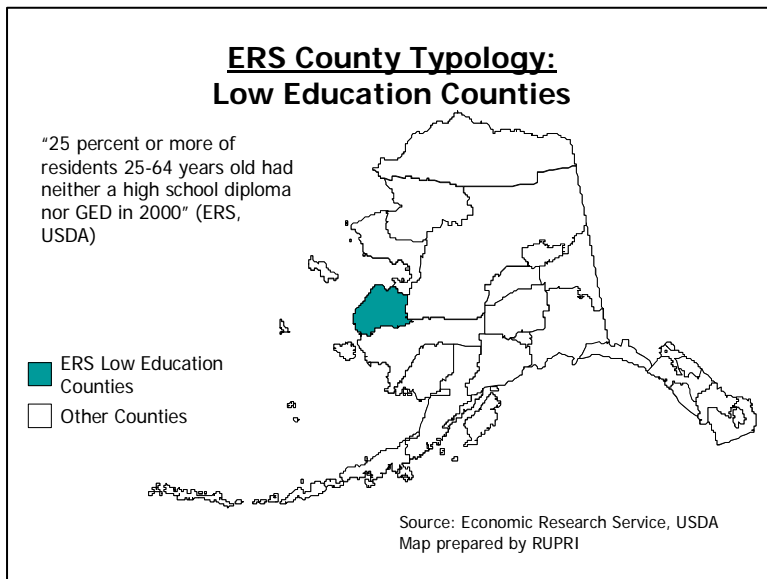 ERS County Typology:
Low Education Counties
"25 percent or more of
residents 25-64 years old had
neither a high school diploma
nor GED in 2000" (ERS,
USDA)
ERS Low Education
Counties
Other Counties
Source: Economic Research Service, USDA
Map prepared by RUPRI